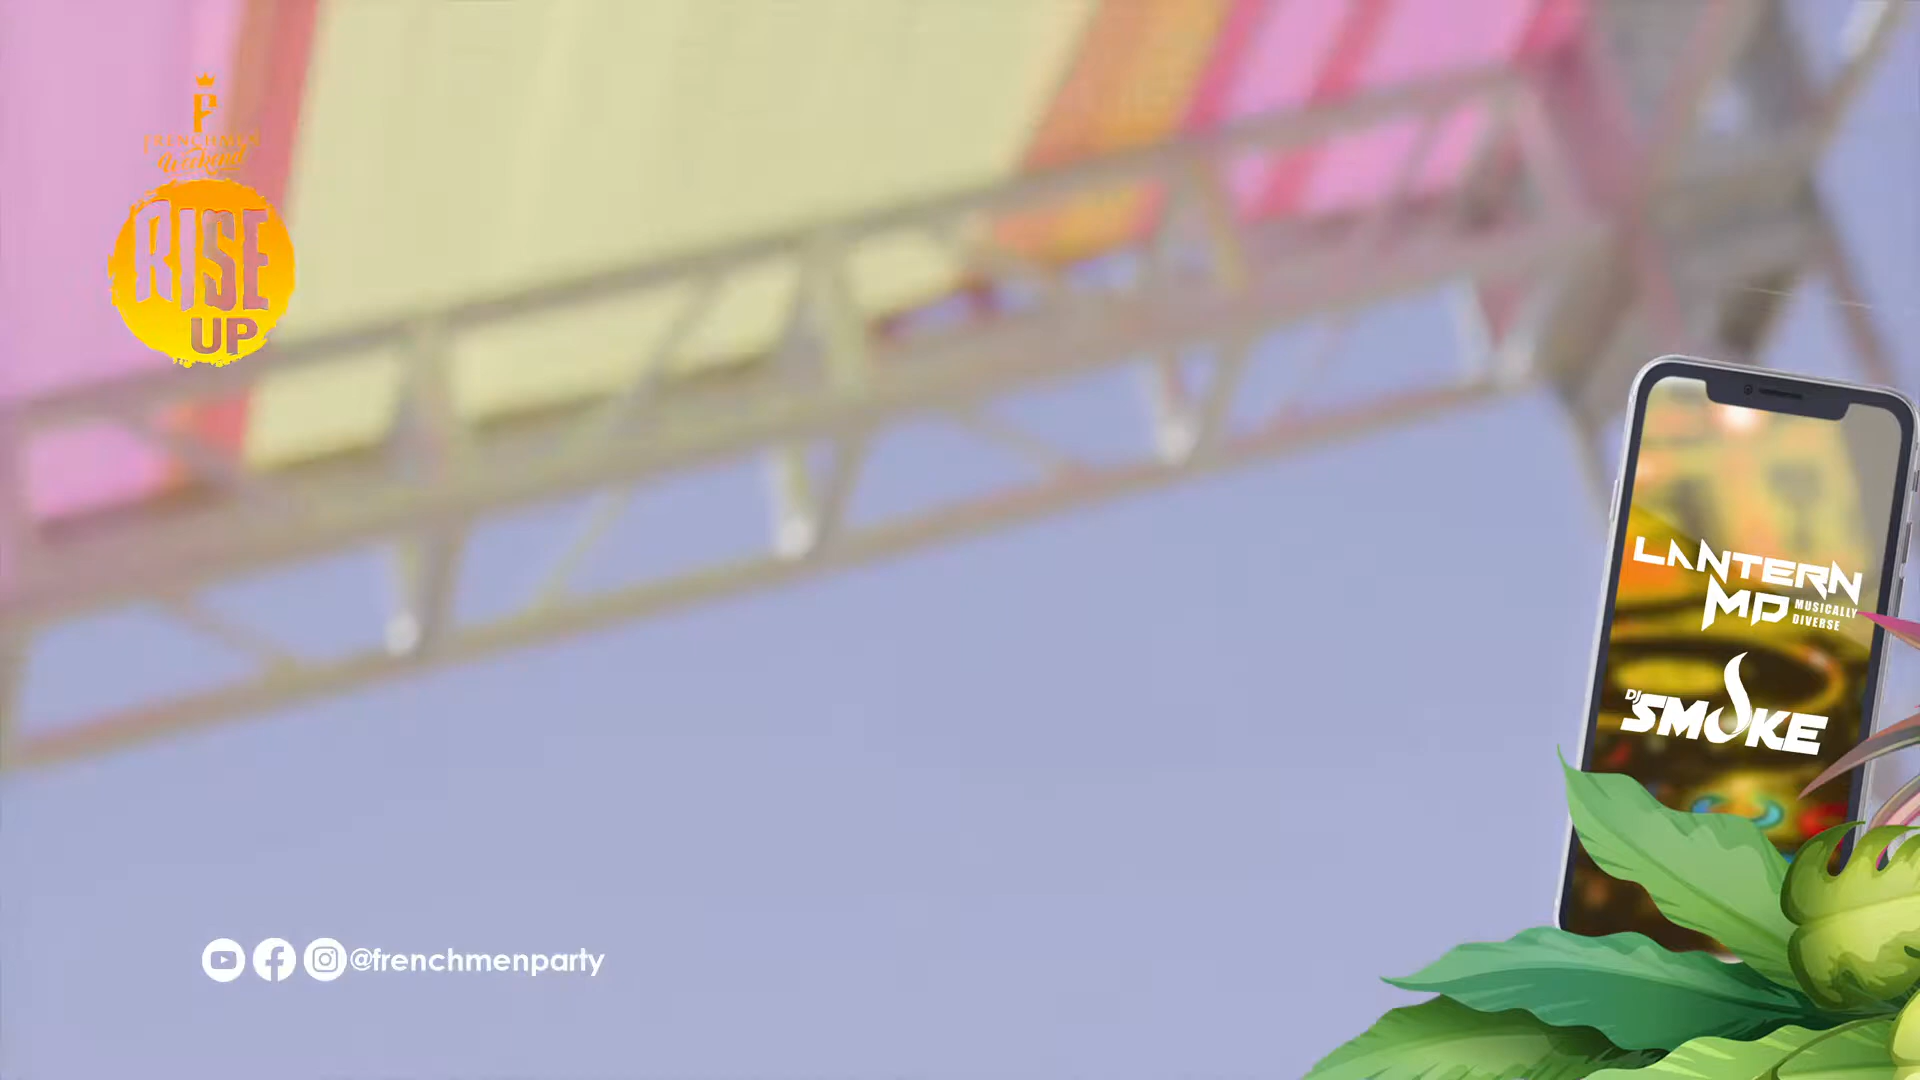 F
FRENCHMEN
Weekend
RISE
UP
LANTERN
MD MUSICALLY
DIVERSE
DJ SMOKE
@frenchmenparty